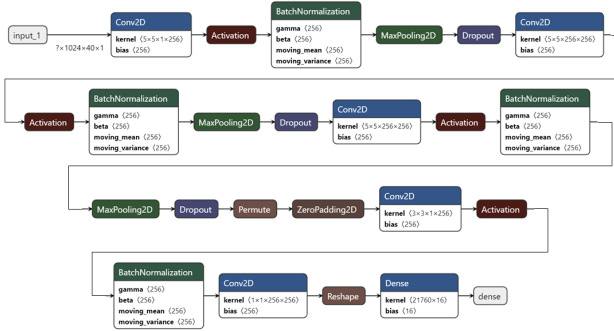 input_1
?×1024×40×1
Conv2D
kernel ⟨5×5×1×256⟩
bias ⟨256⟩
Activation
BatchNormalization
gamma ⟨256⟩
beta ⟨256⟩
moving_mean ⟨256⟩
moving_variance ⟨256⟩
MaxPooling2D
Dropout
Conv2D
kernel ⟨5×5×256×256⟩
bias ⟨256⟩
Activation
BatchNormalization
gamma ⟨256⟩
beta ⟨256⟩
moving_mean ⟨256⟩
moving_variance ⟨256⟩
MaxPooling2D
Dropout
Conv2D
kernel ⟨5×5×256×256⟩
bias ⟨256⟩
Activation
BatchNormalization
gamma ⟨256⟩
beta ⟨256⟩
moving_mean ⟨256⟩
moving_variance ⟨256⟩
MaxPooling2D
Dropout
Permute
ZeroPadding2D
Conv2D
kernel ⟨3×3×1×256⟩
bias ⟨256⟩
Activation
BatchNormalization
gamma ⟨256⟩
beta ⟨256⟩
moving_mean ⟨256⟩
moving_variance ⟨256⟩
Conv2D
kernel ⟨1×1×256×256⟩
bias ⟨256⟩
Reshape
Dense
kernel ⟨21760×16⟩
bias ⟨16⟩
dense